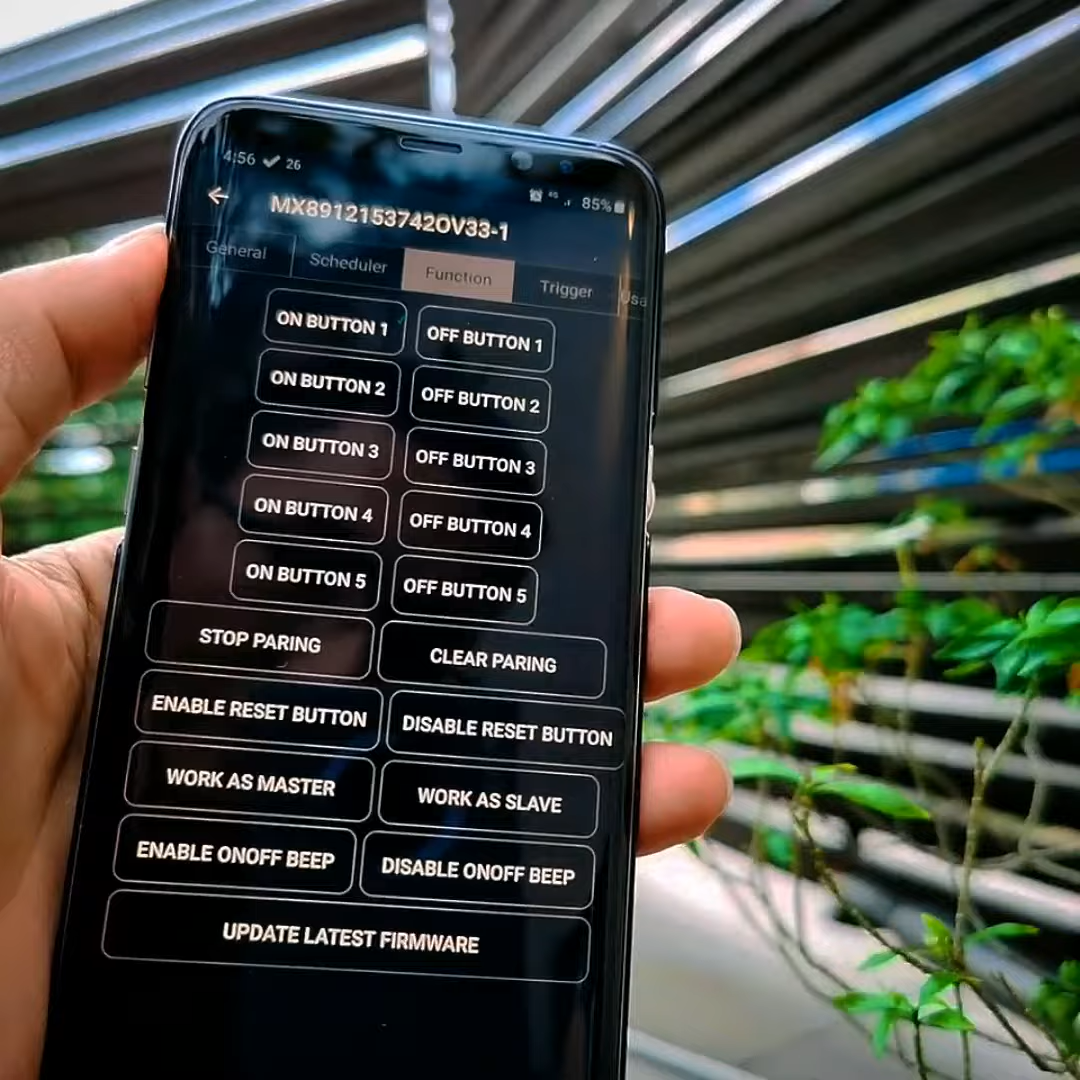 4:56 26 85%
MX8912153742OV33-1
General Scheduler Function Trigger Usa
ON BUTTON 1 OFF BUTTON 1
ON BUTTON 2 OFF BUTTON 2
ON BUTTON 3 OFF BUTTON 3
ON BUTTON 4 OFF BUTTON 4
ON BUTTON 5 OFF BUTTON 5
STOP PARING CLEAR PARING
ENABLE RESET BUTTON DISABLE RESET BUTTON
WORK AS MASTER WORK AS SLAVE
ENABLE ONOFF BEEP DISABLE ONOFF BEEP
UPDATE LATEST FIRMWARE